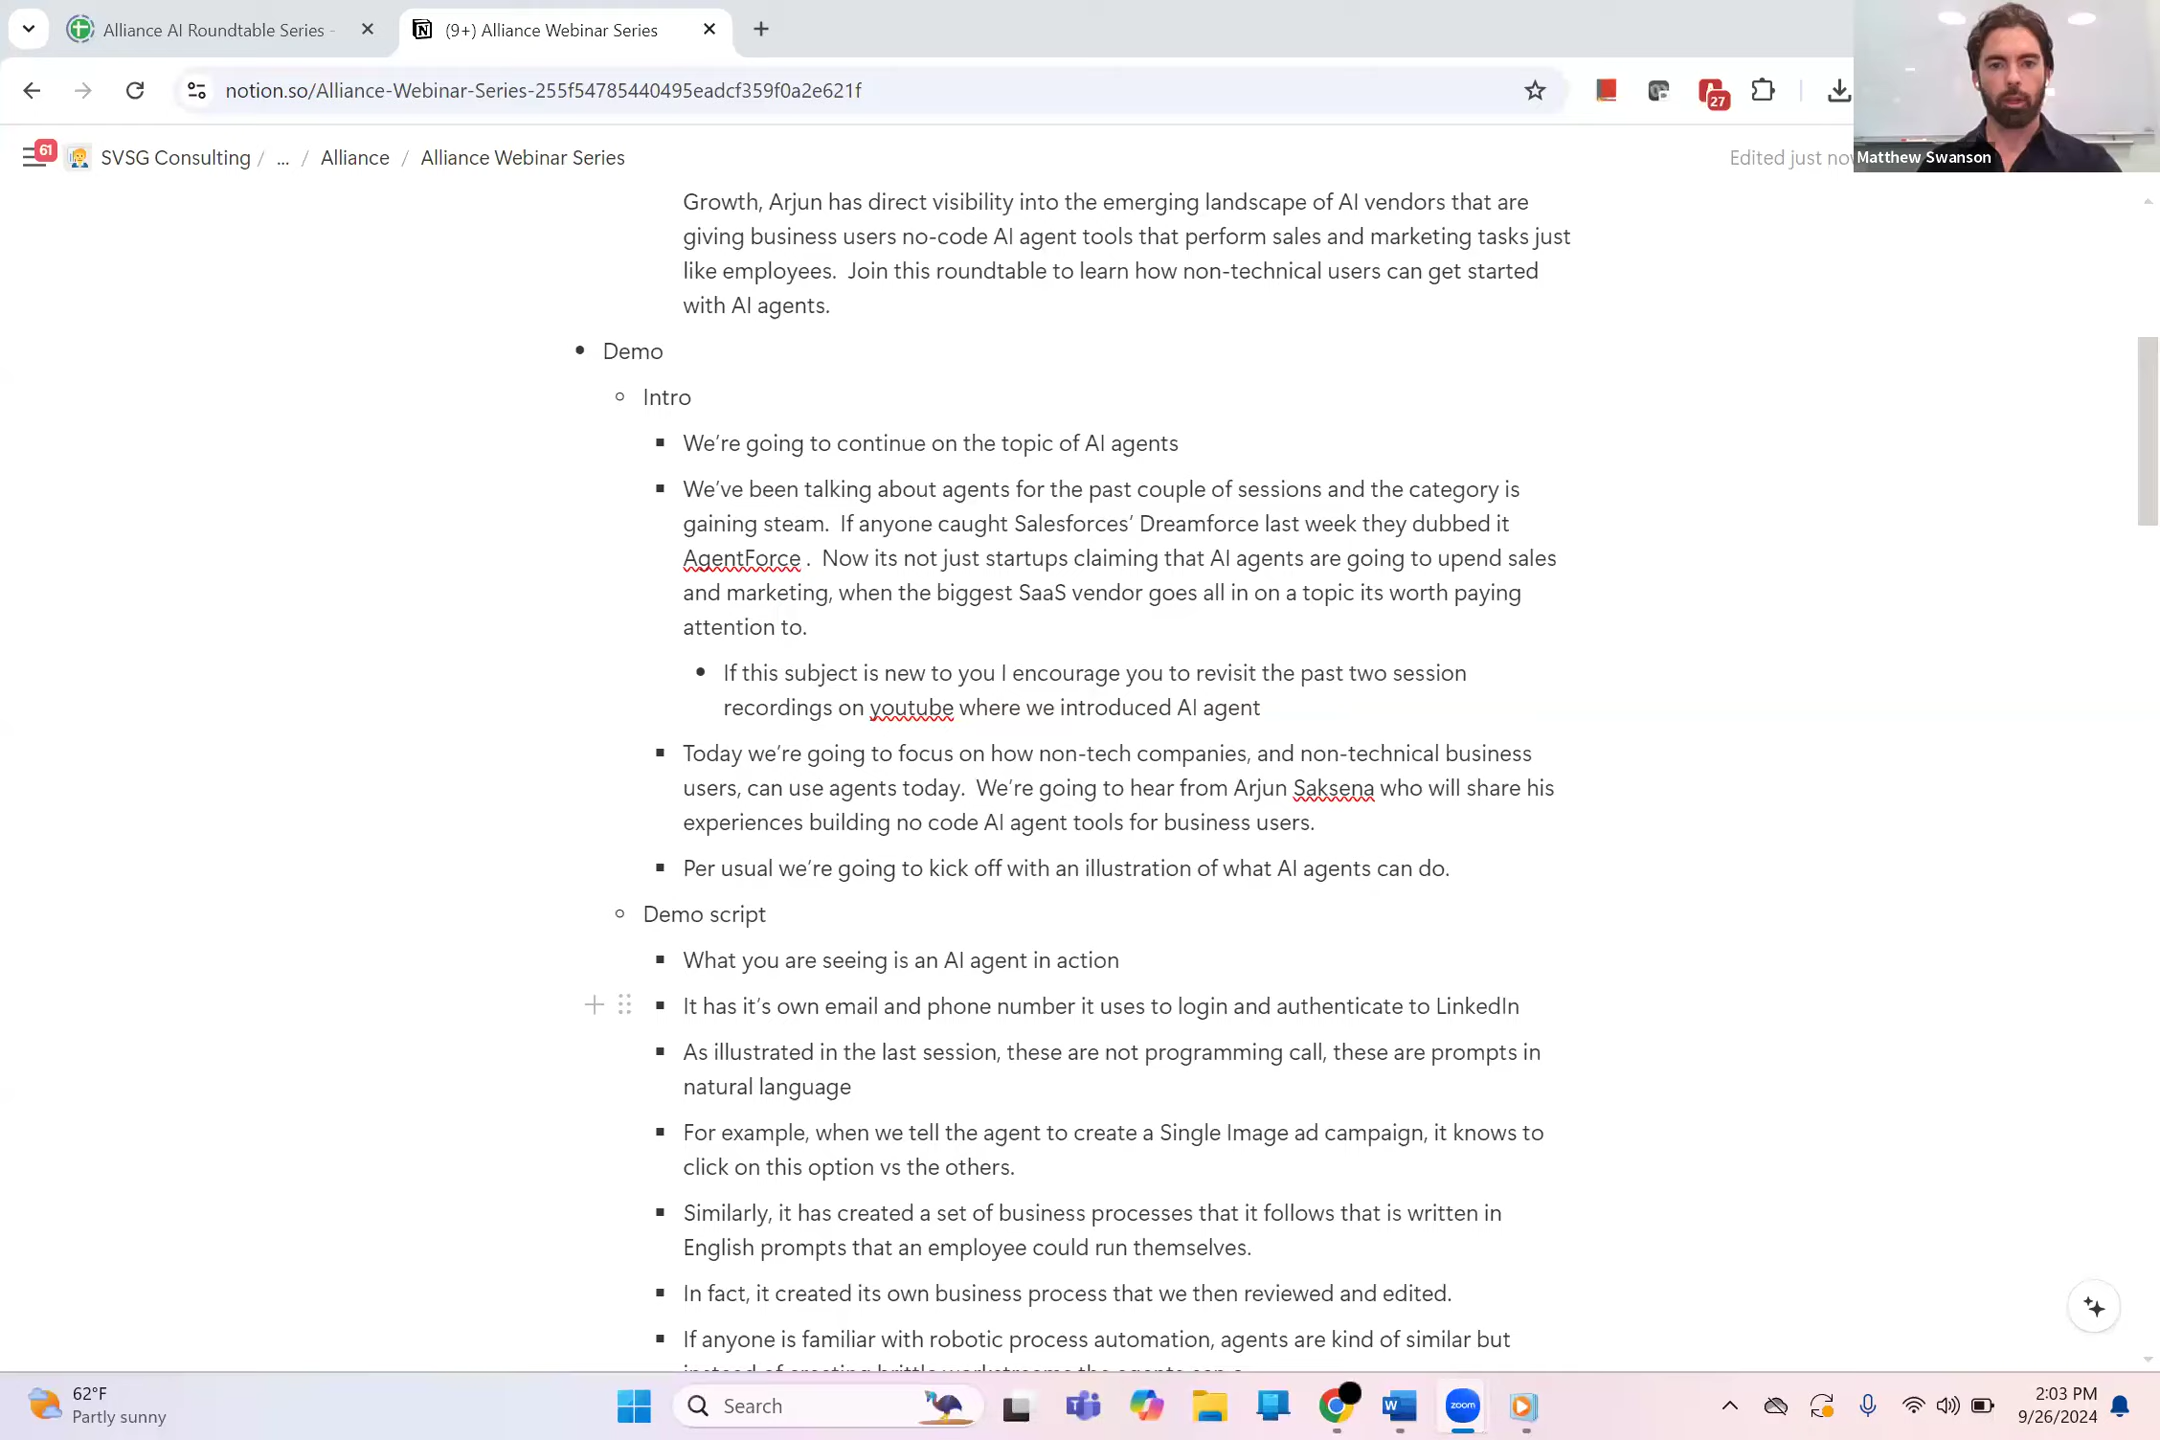 Alliance AI Roundtable Series -
(9+) Alliance Webinar Series
notion.so/Alliance-Webinar-Series-255f54785440495eadcf359f0a2e621f
27
61
SVSG Consulting / ... / Alliance / Alliance Webinar Series
Edited just now
Matthew Swanson
Growth, Arjun has direct visibility into the emerging landscape of AI vendors that are
giving business users no-code AI agent tools that perform sales and marketing tasks just
like employees.  Join this roundtable to learn how non-technical users can get started
with AI agents.
Demo
Intro
We're going to continue on the topic of AI agents
We've been talking about agents for the past couple of sessions and the category is
gaining steam.  If anyone caught Salesforces' Dreamforce last week they dubbed it
AgentForce .  Now its not just startups claiming that AI agents are going to upend sales
and marketing, when the biggest SaaS vendor goes all in on a topic its worth paying
attention to.
If this subject is new to you I encourage you to revisit the past two session
recordings on youtube where we introduced AI agent
Today we're going to focus on how non-tech companies, and non-technical business
users, can use agents today.  We're going to hear from Arjun Saksena who will share his
experiences building no code AI agent tools for business users.
Per usual we're going to kick off with an illustration of what AI agents can do.
Demo script
What you are seeing is an AI agent in action
It has it's own email and phone number it uses to login and authenticate to LinkedIn
As illustrated in the last session, these are not programming call, these are prompts in
natural language
For example, when we tell the agent to create a Single Image ad campaign, it knows to
click on this option vs the others.
Similarly, it has created a set of business processes that it follows that is written in
English prompts that an employee could run themselves.
In fact, it created its own business process that we then reviewed and edited.
If anyone is familiar with robotic process automation, agents are kind of similar but
62°F
Partly sunny
Search
zoom
2:03 PM
9/26/2024